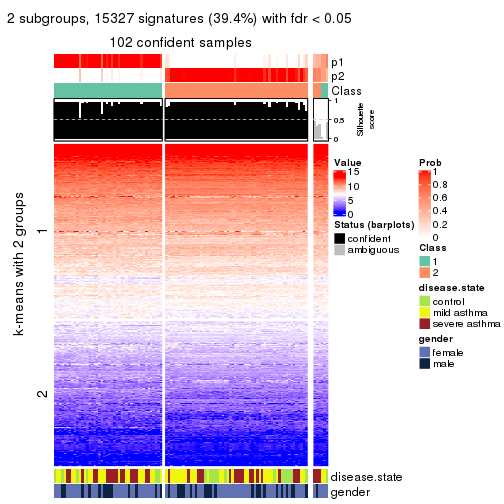 2 subgroups, 15327 signatures (39.4%) with fdr < 0.05
102 confident samples
p1
p2
Class
1
0.5
0
Silhouette
score
k-means with 2 groups
1
2
Value
15
10
5
0
Status (barplots)
confident
ambiguous
Prob
1
0.8
0.6
0.4
0.2
0
Class
1
2
disease.state
control
mild asthma
severe asthma
gender
female
male
disease.state
gender